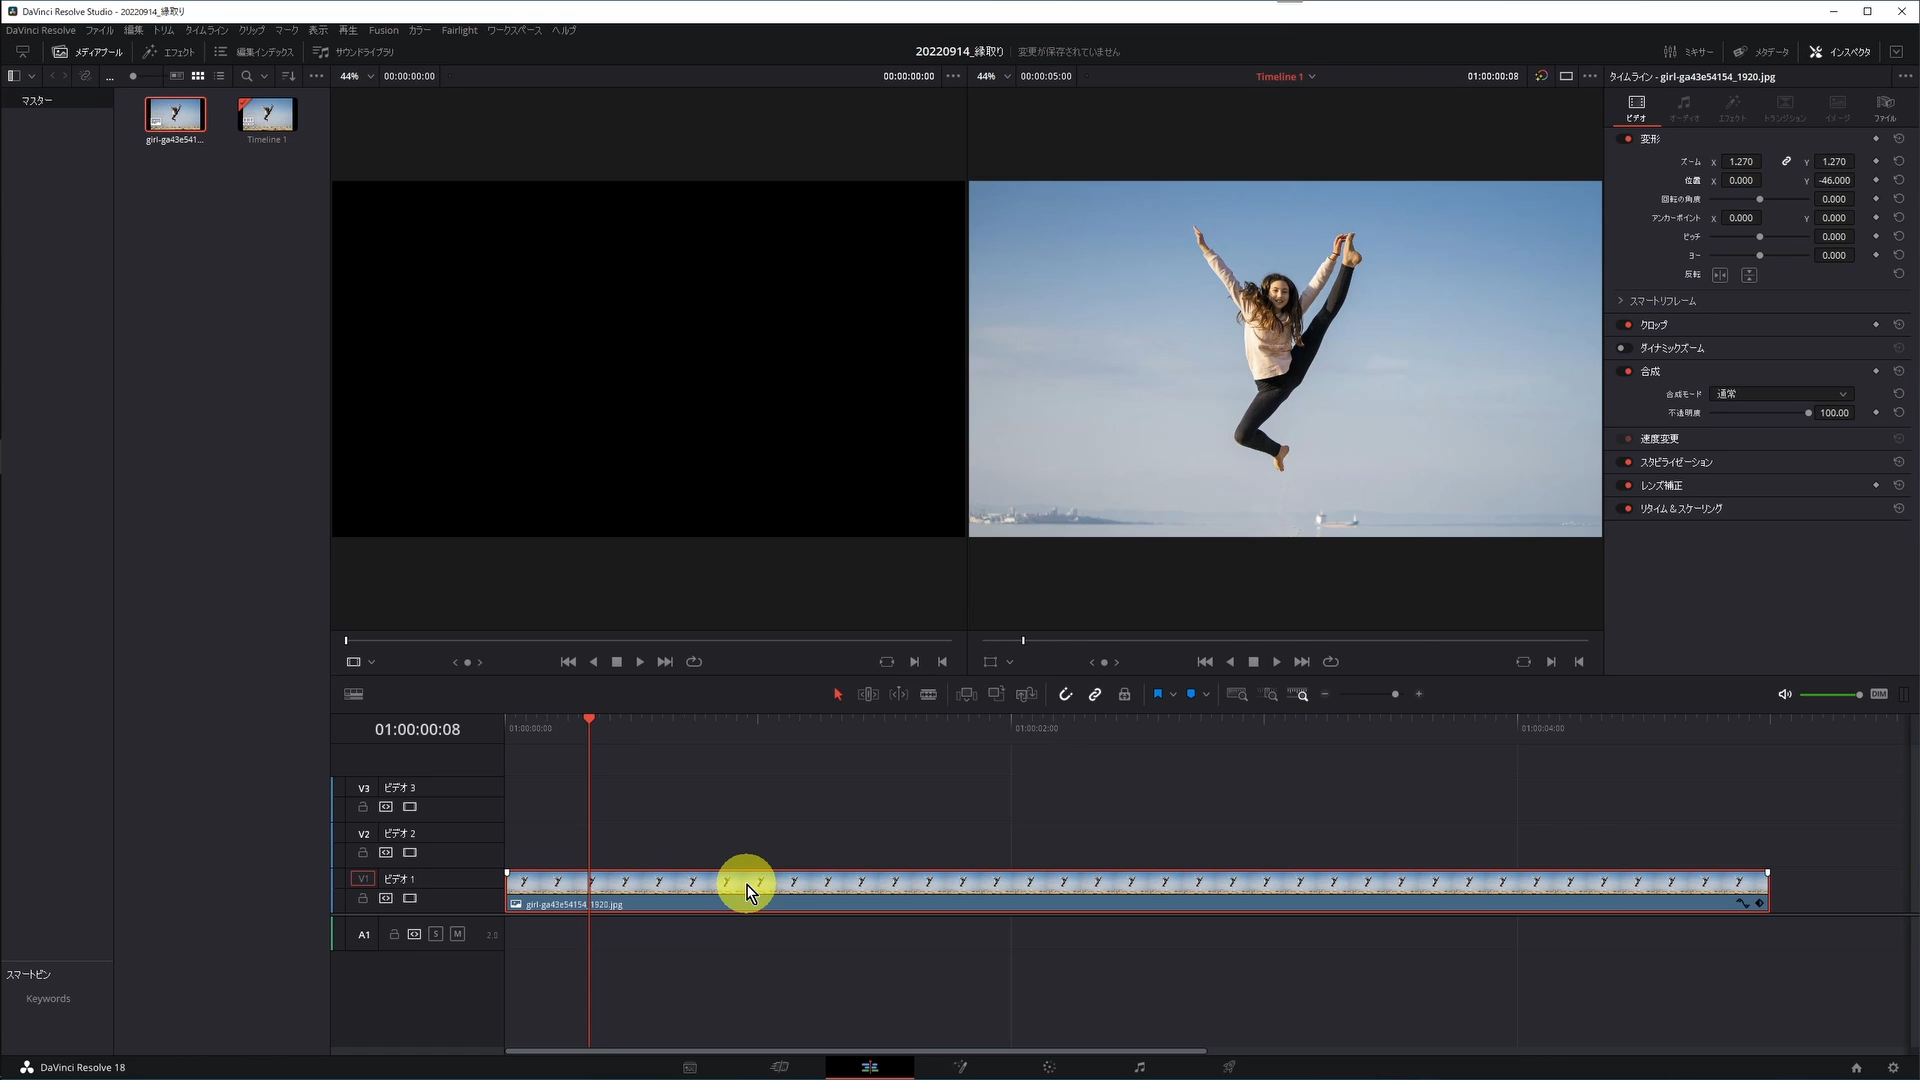 DaVinci Resolve Studio - 20220914_縁取り
DaVinci Resolve ファイル 編集 トリム タイムライン クリップ マーク 表示 再生 Fusion カラー Fairlight ワークスペース ヘルプ
メディアプール エフェクト 編集インデックス サウンドライブラリ 20220914_縁取り 変更が保存されていません ミキサー メタデータ インスペクタ
44% 00:00:00:00 00:00:00:00 44% 00:00:05:00 Timeline 1 01:00:00:08 タイムライン - girl-ga43e54154_1920.jpg
マスター
girl-ga43e541... Timeline 1
ビデオ オーディオ エフェクト トランジション イメージ ファイル
変形
ズーム X 1.270 Y 1.270
位置 X 0.000 Y -46.000
回転の角度 0.000
アンカーポイント X 0.000 Y 0.000
ピッチ 0.000
ヨー 0.000
反転
スマートリフレーム
クロップ
ダイナミックズーム
合成
合成モード 通常
不透明度 100.00
速度変更
スタビライゼーション
レンズ補正
リタイム&スケーリング
DIM
01:00:00:08 01:00:00:00 01:00:02:00 01:00:04:00
V3 ビデオ 3
V2 ビデオ 2
V1 ビデオ 1
girl-ga43e54154_1920.jpg
A1 S M 2.0
スマートビン
Keywords
DaVinci Resolve 18